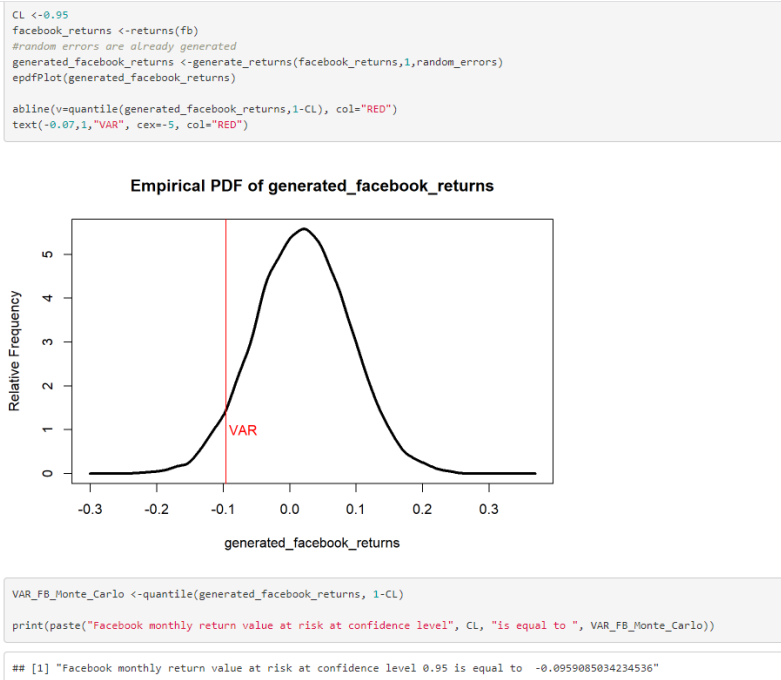 CL <-0.95
facebook_returns <-returns(fb)
#random errors are already generated
generated_facebook_returns <-generate_returns(facebook_returns,1,random_errors)
epdfPlot(generated_facebook_returns)
abline(v=quantile(generated_facebook_returns,1-CL), col="RED")
text(-0.07,1,"VAR", cex=-5, col="RED")
Empirical PDF of generated_facebook_returns
Relative Frequency
5
4
3
2
1
0
VAR
-0.3 -0.2 -0.1 0.0 0.1 0.2 0.3
generated_facebook_returns
VAR_FB_Monte_Carlo <-quantile(generated_facebook_returns, 1-CL)
print(paste("Facebook monthly return value at risk at confidence level", CL, "is equal to ", VAR_FB_Monte_Carlo))
## [1] "Facebook monthly return value at risk at confidence level 0.95 is equal to  -0.0959085034234536"